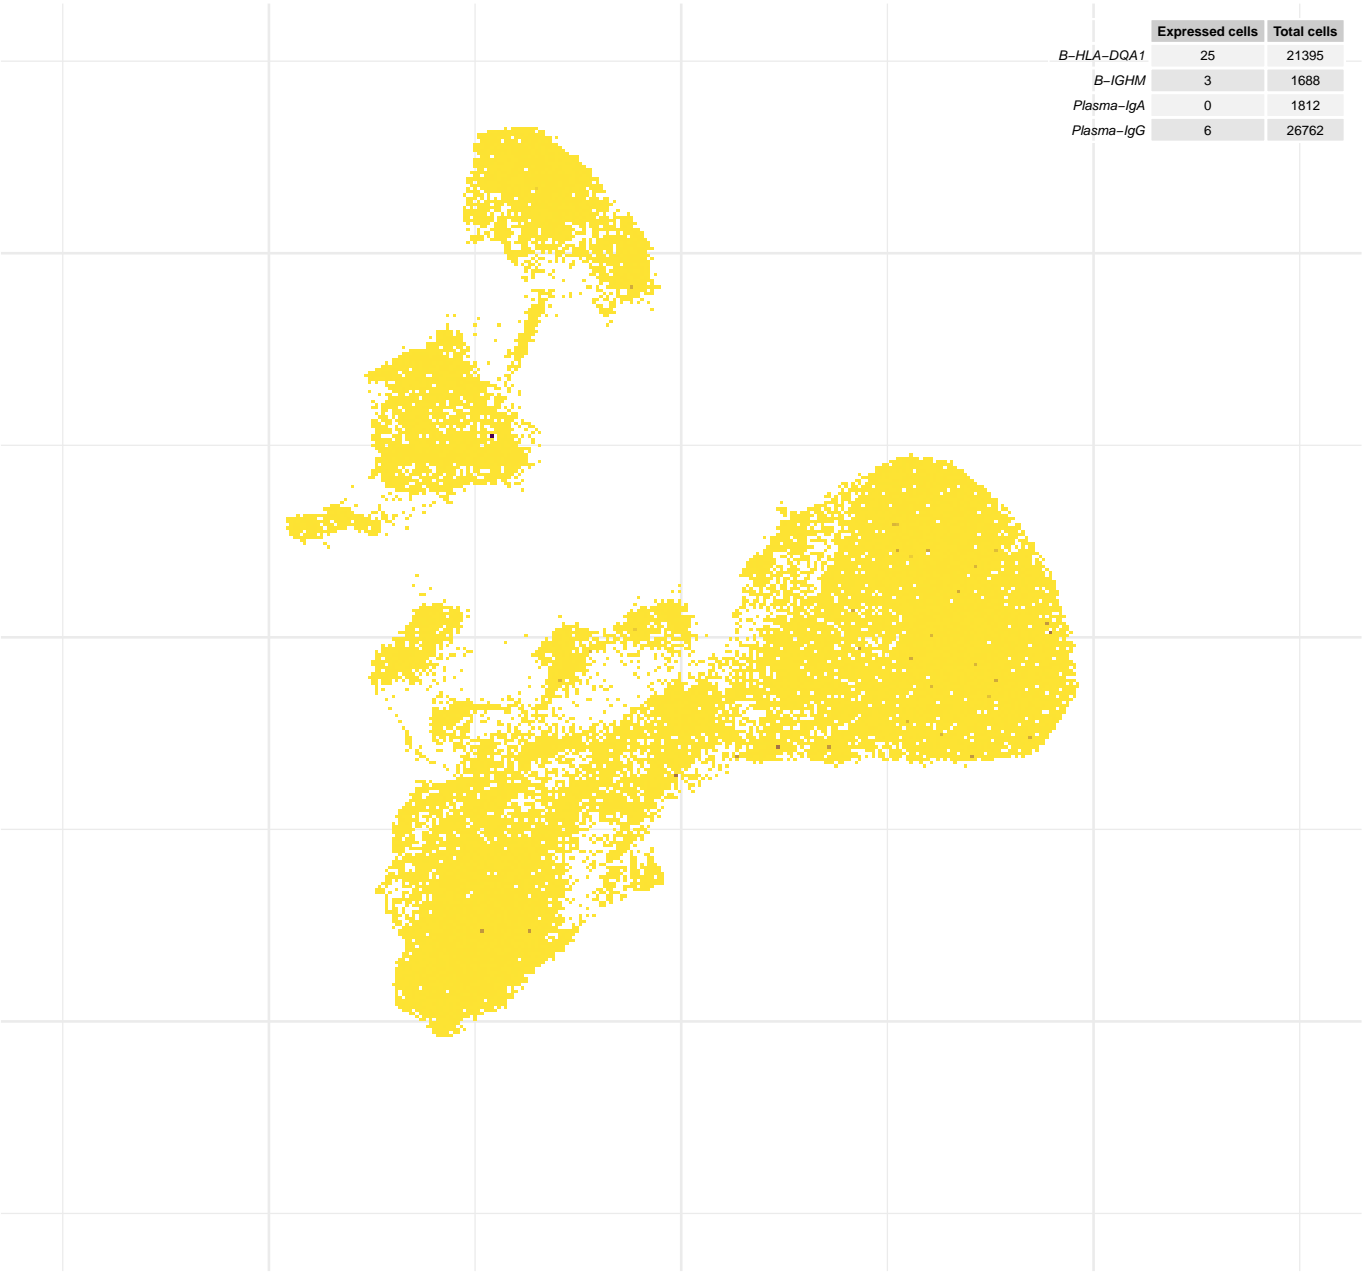 Expressed cells Total cells
B−HLA−DQA1 25 21395
B−IGHM 3 1688
Plasma−IgA 0 1812
Plasma−IgG 6 26762